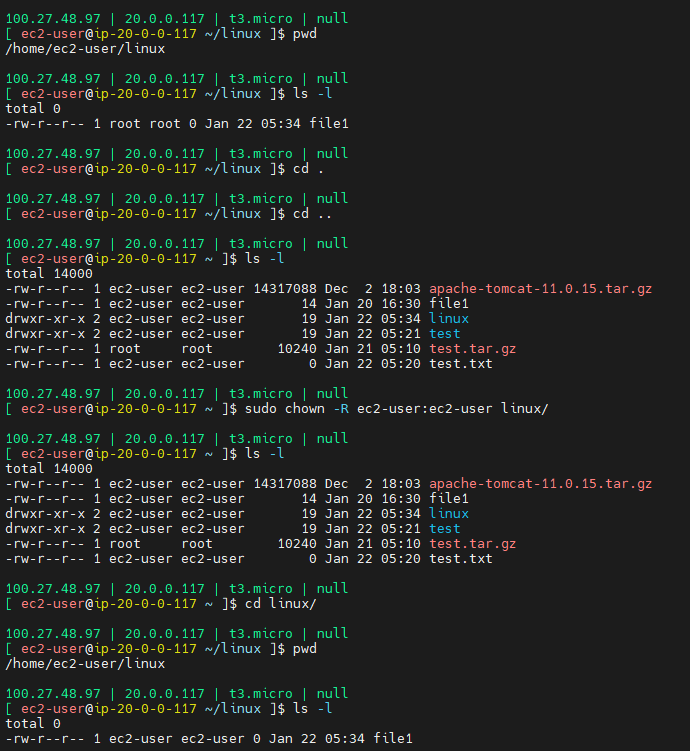 100.27.48.97 | 20.0.0.117 | t3.micro | null
[ ec2-user@ip-20-0-0-117 ~/linux ]$ pwd
/home/ec2-user/linux

100.27.48.97 | 20.0.0.117 | t3.micro | null
[ ec2-user@ip-20-0-0-117 ~/linux ]$ ls -l
total 0
-rw-r--r-- 1 root root 0 Jan 22 05:34 file1

100.27.48.97 | 20.0.0.117 | t3.micro | null
[ ec2-user@ip-20-0-0-117 ~/linux ]$ cd .

100.27.48.97 | 20.0.0.117 | t3.micro | null
[ ec2-user@ip-20-0-0-117 ~/linux ]$ cd ..

100.27.48.97 | 20.0.0.117 | t3.micro | null
[ ec2-user@ip-20-0-0-117 ~ ]$ ls -l
total 14000
-rw-r--r-- 1 ec2-user ec2-user 14317088 Dec  2 18:03 apache-tomcat-11.0.15.tar.gz
-rw-r--r-- 1 ec2-user ec2-user       14 Jan 20 16:30 file1
drwxr-xr-x 2 ec2-user ec2-user       19 Jan 22 05:34 linux
drwxr-xr-x 2 ec2-user ec2-user       19 Jan 22 05:21 test
-rw-r--r-- 1 root     root        10240 Jan 21 05:10 test.tar.gz
-rw-r--r-- 1 ec2-user ec2-user        0 Jan 22 05:20 test.txt

100.27.48.97 | 20.0.0.117 | t3.micro | null
[ ec2-user@ip-20-0-0-117 ~ ]$ sudo chown -R ec2-user:ec2-user linux/

100.27.48.97 | 20.0.0.117 | t3.micro | null
[ ec2-user@ip-20-0-0-117 ~ ]$ ls -l
total 14000
-rw-r--r-- 1 ec2-user ec2-user 14317088 Dec  2 18:03 apache-tomcat-11.0.15.tar.gz
-rw-r--r-- 1 ec2-user ec2-user       14 Jan 20 16:30 file1
drwxr-xr-x 2 ec2-user ec2-user       19 Jan 22 05:34 linux
drwxr-xr-x 2 ec2-user ec2-user       19 Jan 22 05:21 test
-rw-r--r-- 1 root     root        10240 Jan 21 05:10 test.tar.gz
-rw-r--r-- 1 ec2-user ec2-user        0 Jan 22 05:20 test.txt

100.27.48.97 | 20.0.0.117 | t3.micro | null
[ ec2-user@ip-20-0-0-117 ~ ]$ cd linux/

100.27.48.97 | 20.0.0.117 | t3.micro | null
[ ec2-user@ip-20-0-0-117 ~/linux ]$ pwd
/home/ec2-user/linux

100.27.48.97 | 20.0.0.117 | t3.micro | null
[ ec2-user@ip-20-0-0-117 ~/linux ]$ ls -l
total 0
-rw-r--r-- 1 ec2-user ec2-user 0 Jan 22 05:34 file1